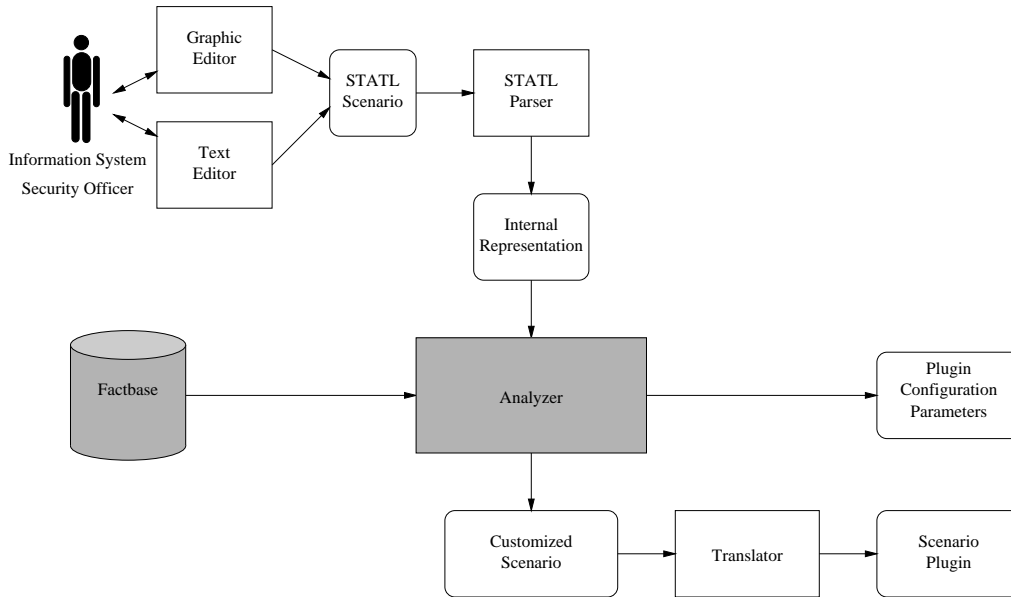 Graphic
Editor
STATL
Scenario
STATL
Parser
Text
Editor
Information System
Security Officer
Internal
Representation
Factbase
Analyzer
Plugin
Configuration
Parameters
Customized
Scenario
Translator
Scenario
Plugin